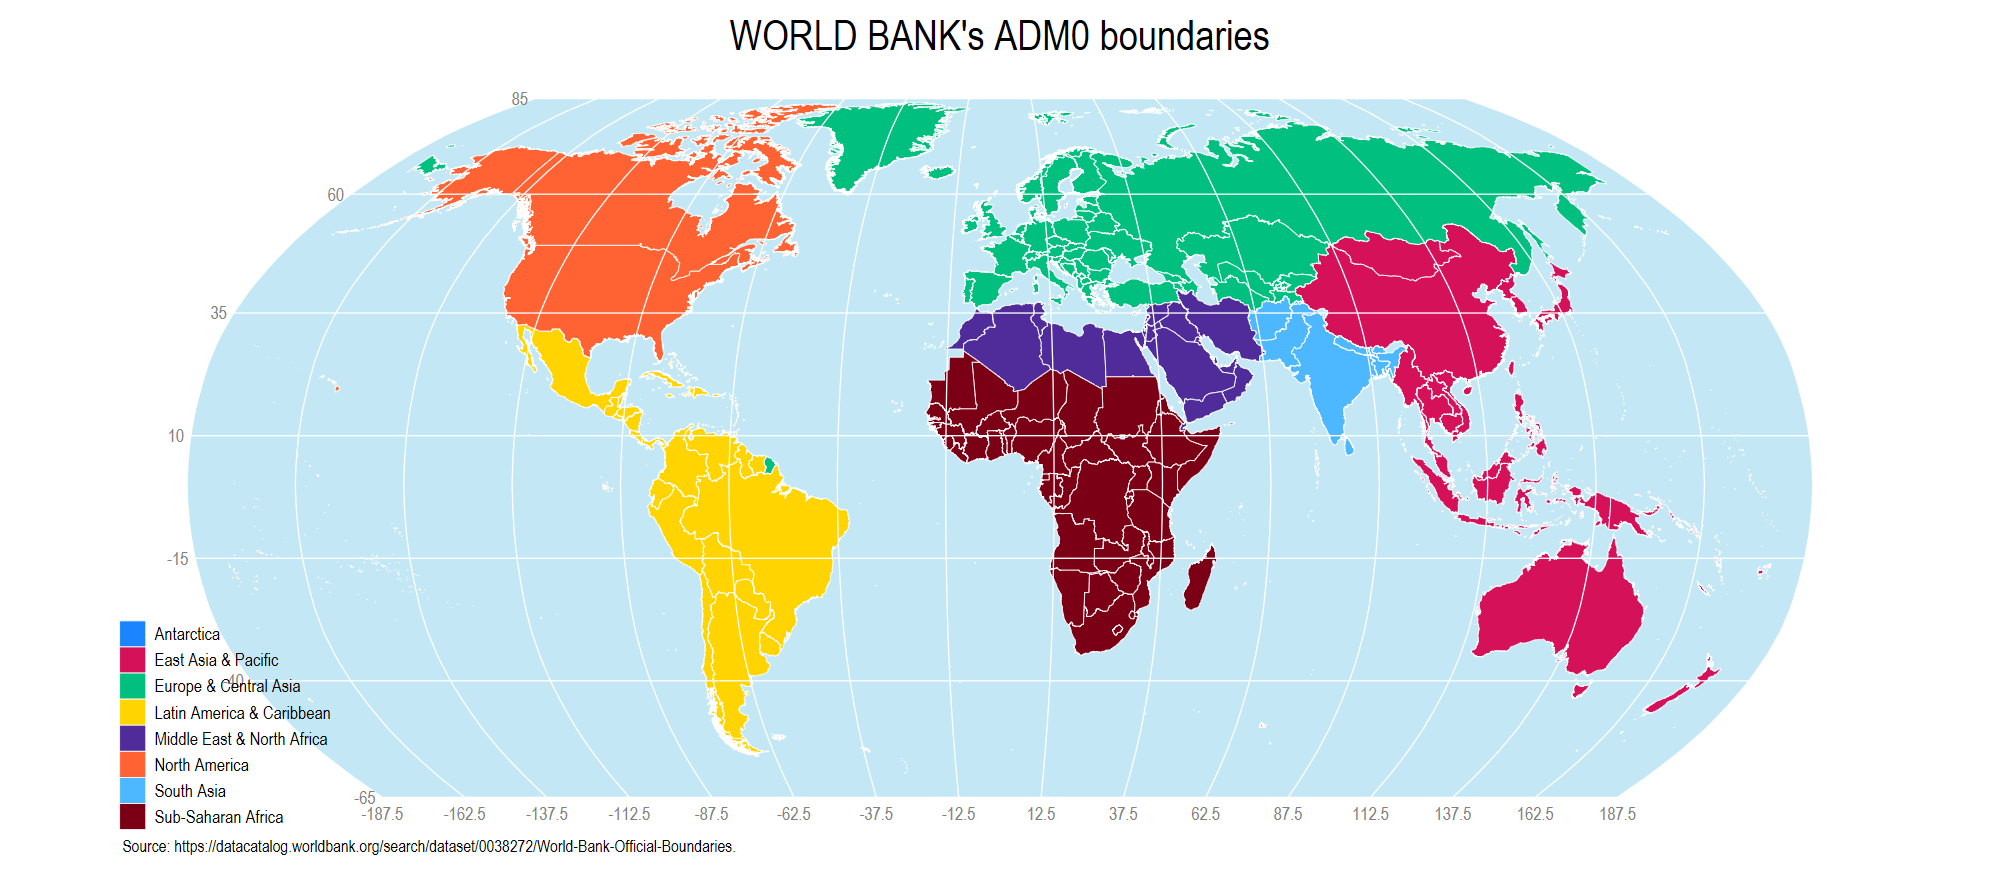 WORLD BANK's ADM0 boundaries
85
60
35
10
-15
-40
-65
Antarctica
East Asia & Pacific
Europe & Central Asia
Latin America & Caribbean
Middle East & North Africa
North America
South Asia
Sub-Saharan Africa
-187.5 -162.5 -137.5 -112.5 -87.5 -62.5 -37.5 -12.5 12.5 37.5 62.5 87.5 112.5 137.5 162.5 187.5
Source: https://datacatalog.worldbank.org/search/dataset/0038272/World-Bank-Official-Boundaries.